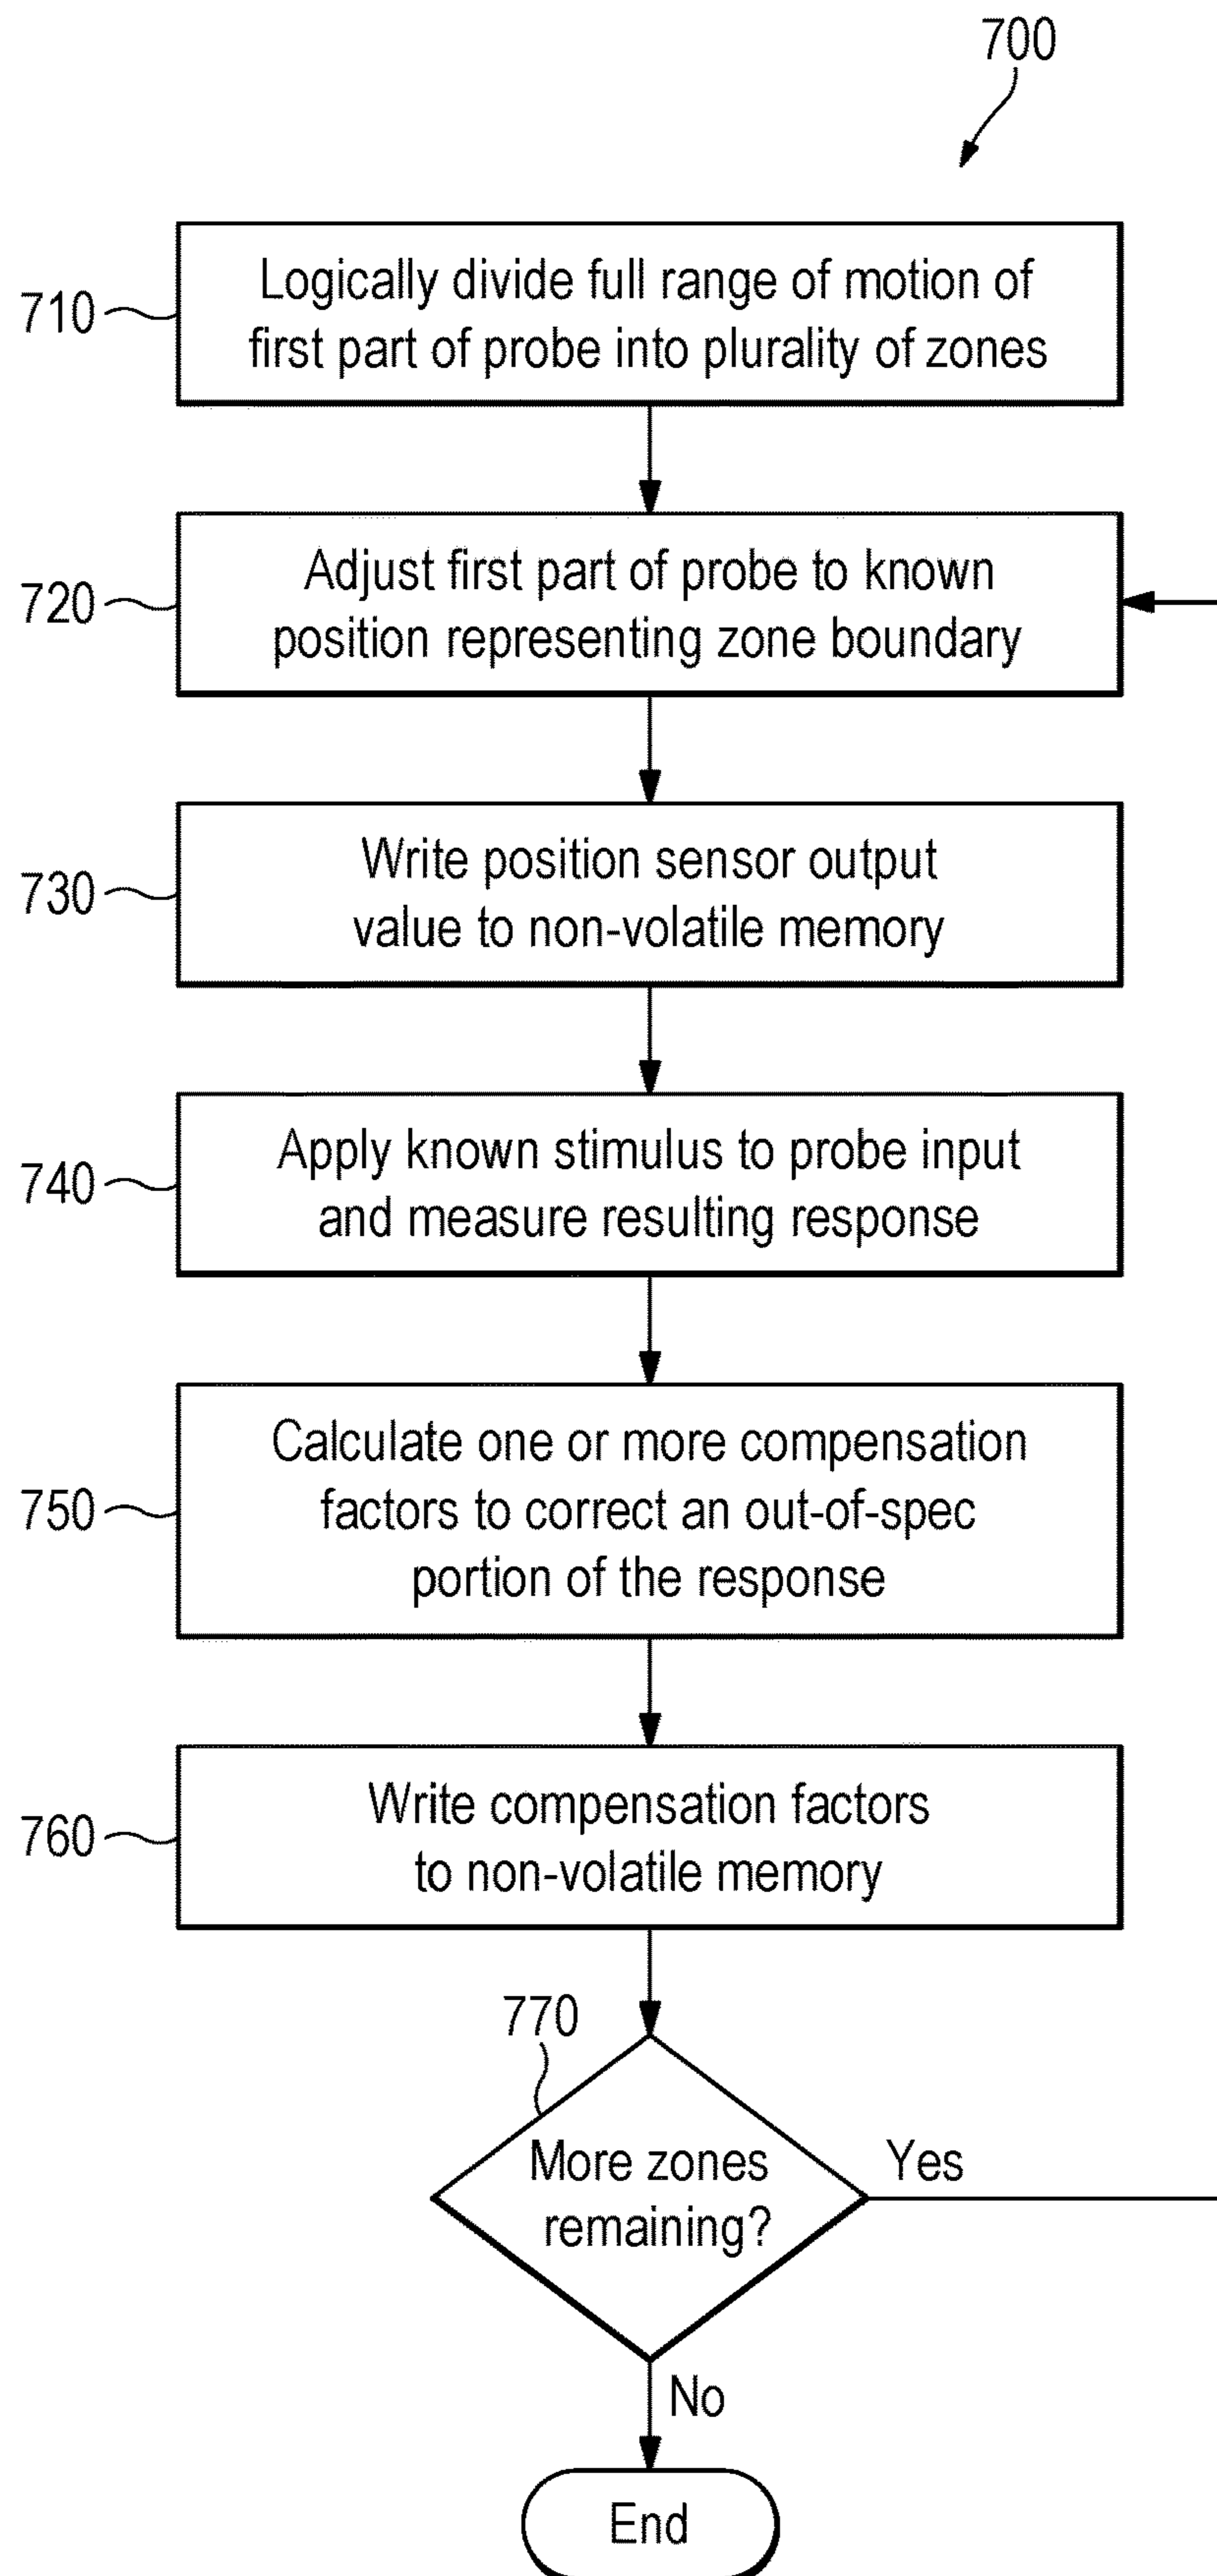 700
710
Logically divide full range of motion of
first part of probe into plurality of zones
720
Adjust first part of probe to known
position representing zone boundary
730
Write position sensor output
value to non-volatile memory
740
Apply known stimulus to probe input
and measure resulting response
750
Calculate one or more compensation
factors to correct an out-of-spec
portion of the response
760
Write compensation factors
to non-volatile memory
770
More zones
remaining?
Yes
No
End